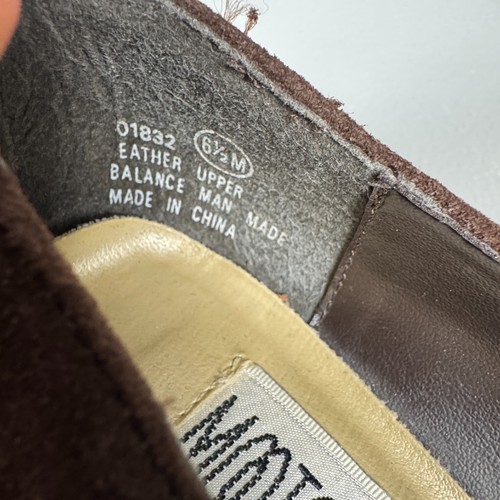 01832 6½M
EATHER UPPER
BALANCE MAN MADE
MADE IN CHINA